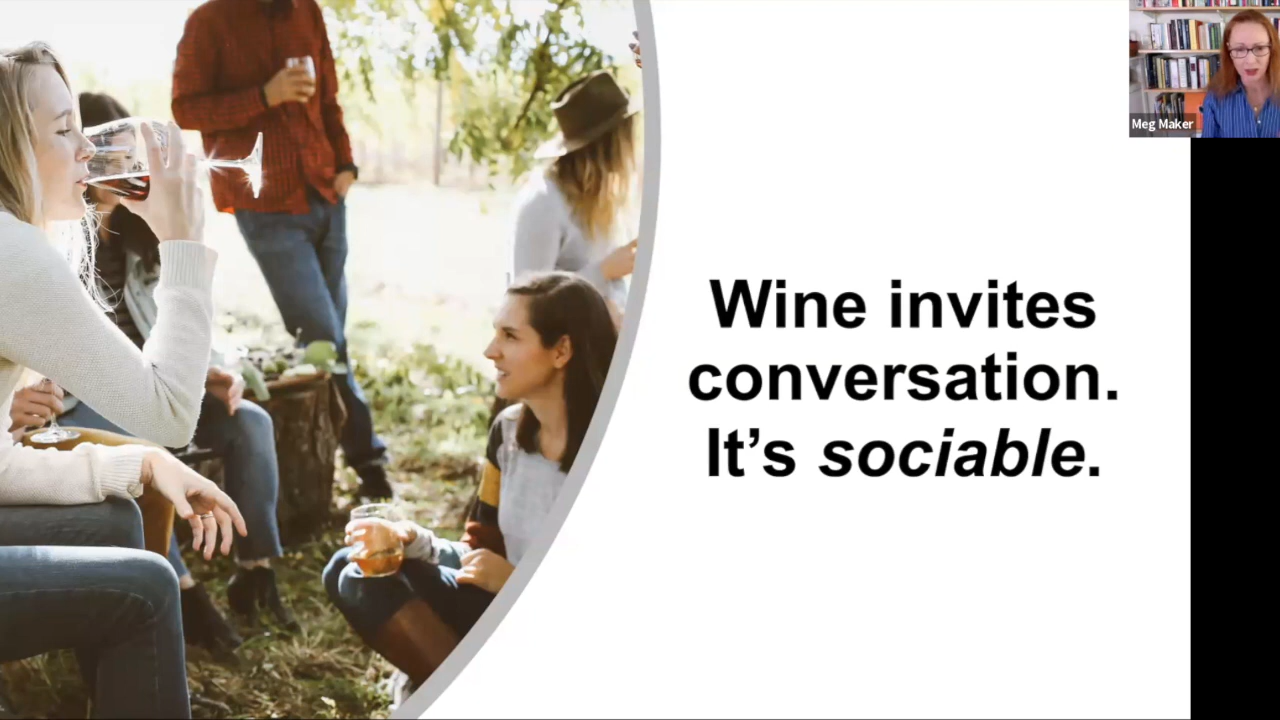 Meg Maker
Wine invites
conversation.
It’s sociable.